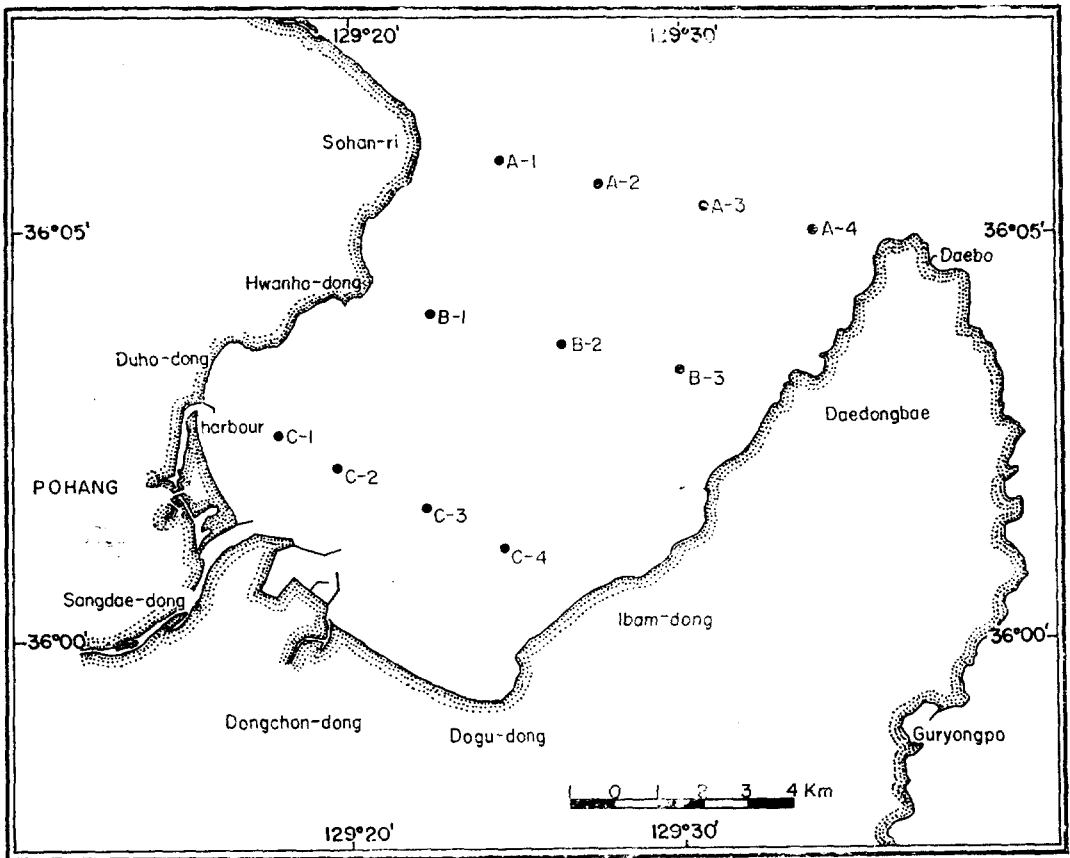 129°20'
129°30'
Sohan-ri
A-1
A-2
A-3
A-4
36°05'
36°05'
Daebo
Hwanho-dong
B-1
B-2
B-3
Duho-dong
harbour
Daedongbae
C-1
C-2
C-3
C-4
POHANG
Sangdae-dong
Ibam-dong
36°00'
36°00'
Dongchon-dong
Dogu-dong
Guryongpo
1 0 1 2 3 4 Km
129°20'
129°30'